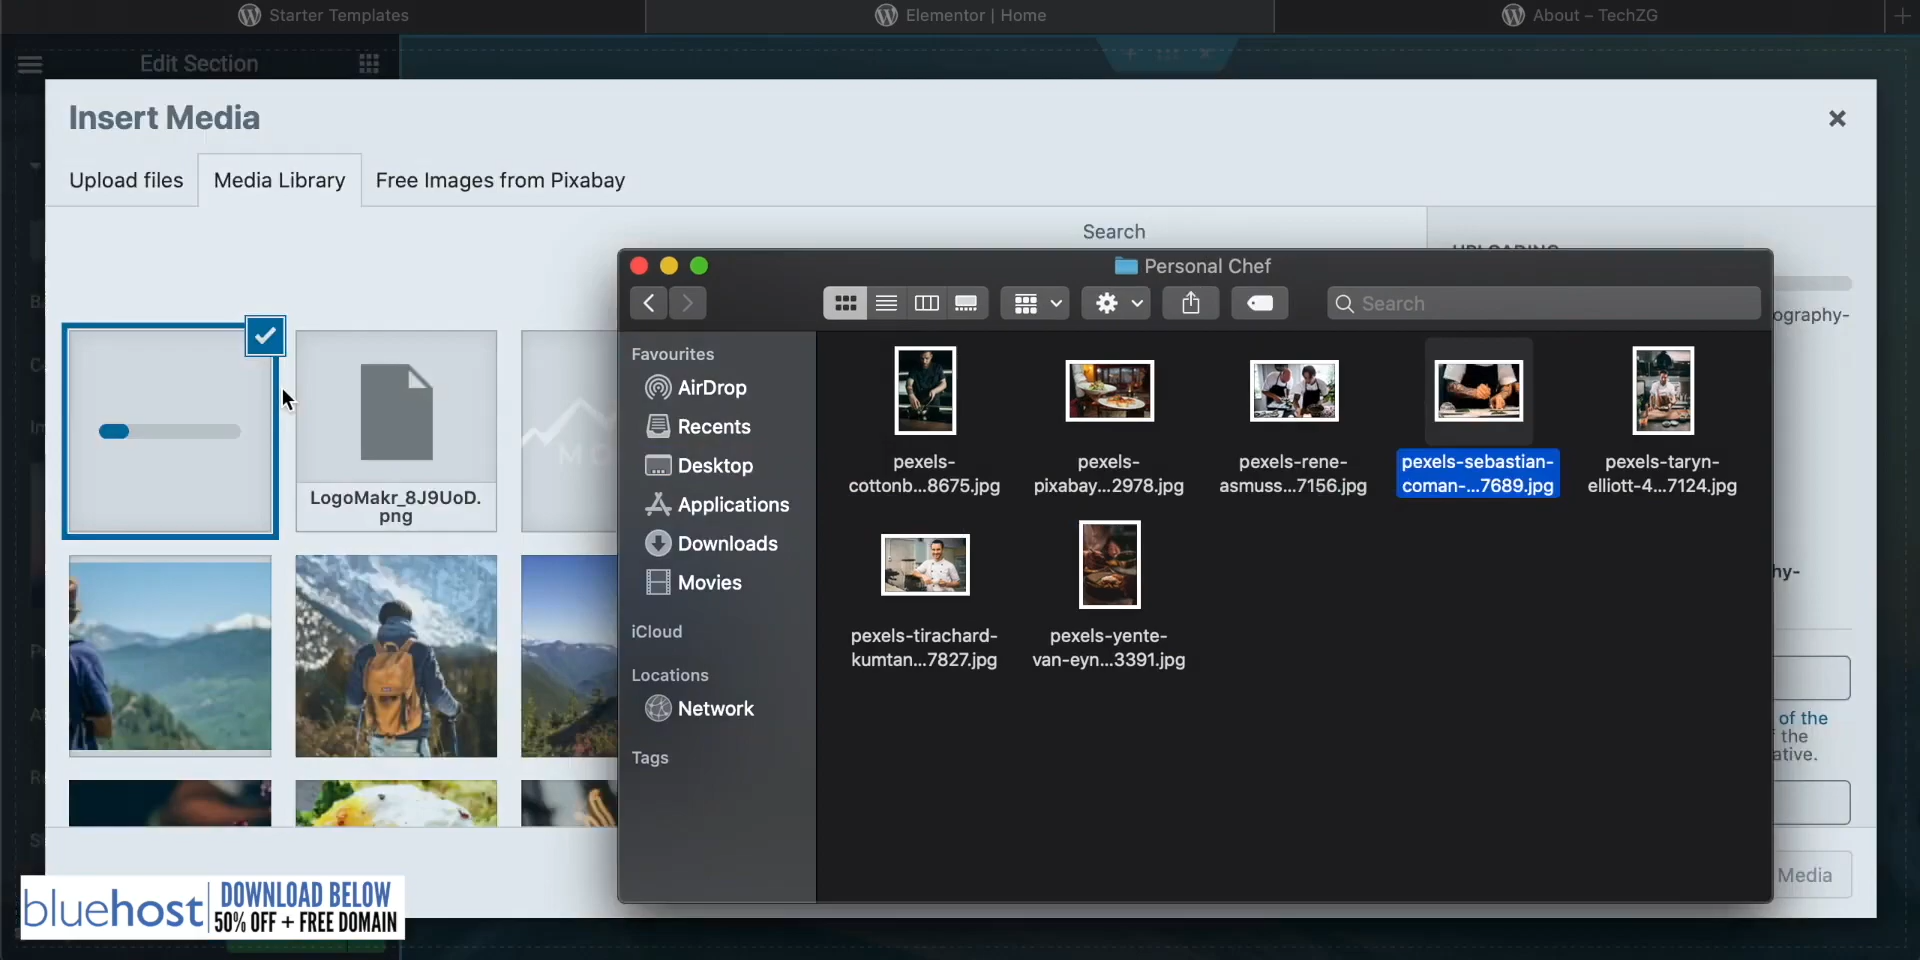 Starter Templates
Elementor | Home
About – TechZG
Edit Section
Insert Media
Upload files
Media Library
Free Images from Pixabay
Search
Personal Chef
Search
ography-
Favourites
AirDrop
Recents
Desktop
Applications
Downloads
Movies
iCloud
Locations
Network
Tags
LogoMakr_8J9UoD.
png
pexels-
cottonb...8675.jpg
pexels-
pixabay...2978.jpg
pexels-rene-
asmuss...7156.jpg
pexels-sebastian-
coman-...7689.jpg
pexels-taryn-
elliott-4...7124.jpg
pexels-tirachard-
kumtan...7827.jpg
pexels-yente-
van-eyn...3391.jpg
hy-
of the
the
ative.
Media
bluehost
DOWNLOAD BELOW
50% OFF + FREE DOMAIN